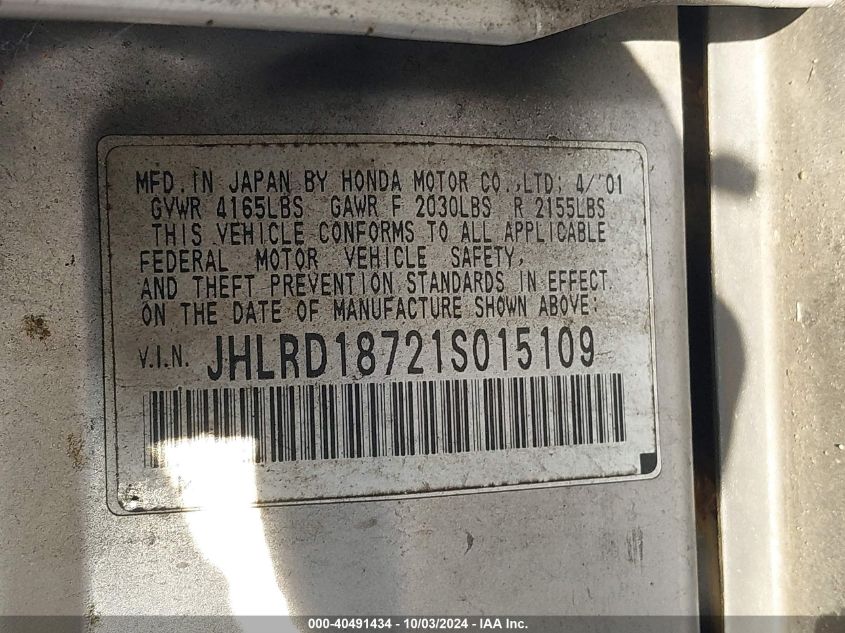 MFD. IN JAPAN BY HONDA MOTOR CO.,LTD; 4/'01
GVWR 4165LBS GAWR F 2030LBS R 2155LBS
THIS VEHICLE CONFORMS TO ALL APPLICABLE
FEDERAL MOTOR VEHICLE SAFETY,
AND THEFT PREVENTION STANDARDS IN EFFECT
ON THE DATE OF MANUFACTURE SHOWN ABOVE:
V.I.N. JHLRD18721S015109
000-40491434 - 10/03/2024 - IAA Inc.